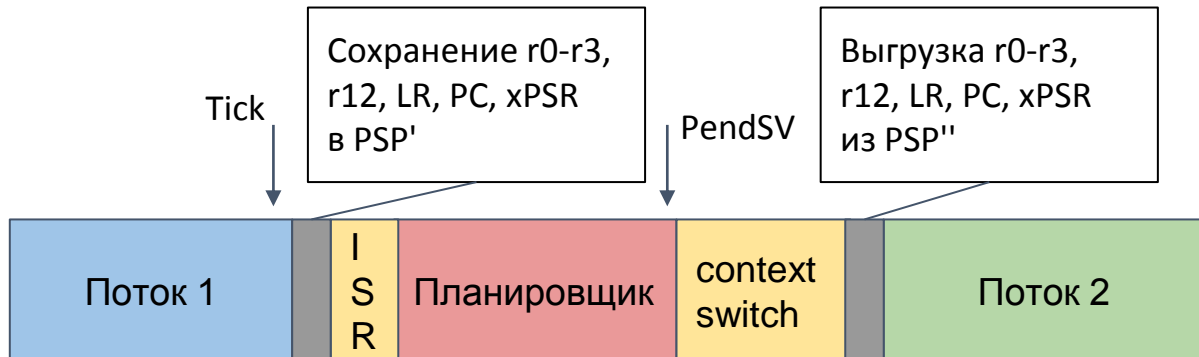 Сохранение r0-r3,
r12, LR, PC, xPSR
в PSP'
Выгрузка r0-r3,
r12, LR, PC, xPSR
из PSP''
Tick
PendSV
Поток 1
I
S
R
Планировщик
context
switch
Поток 2